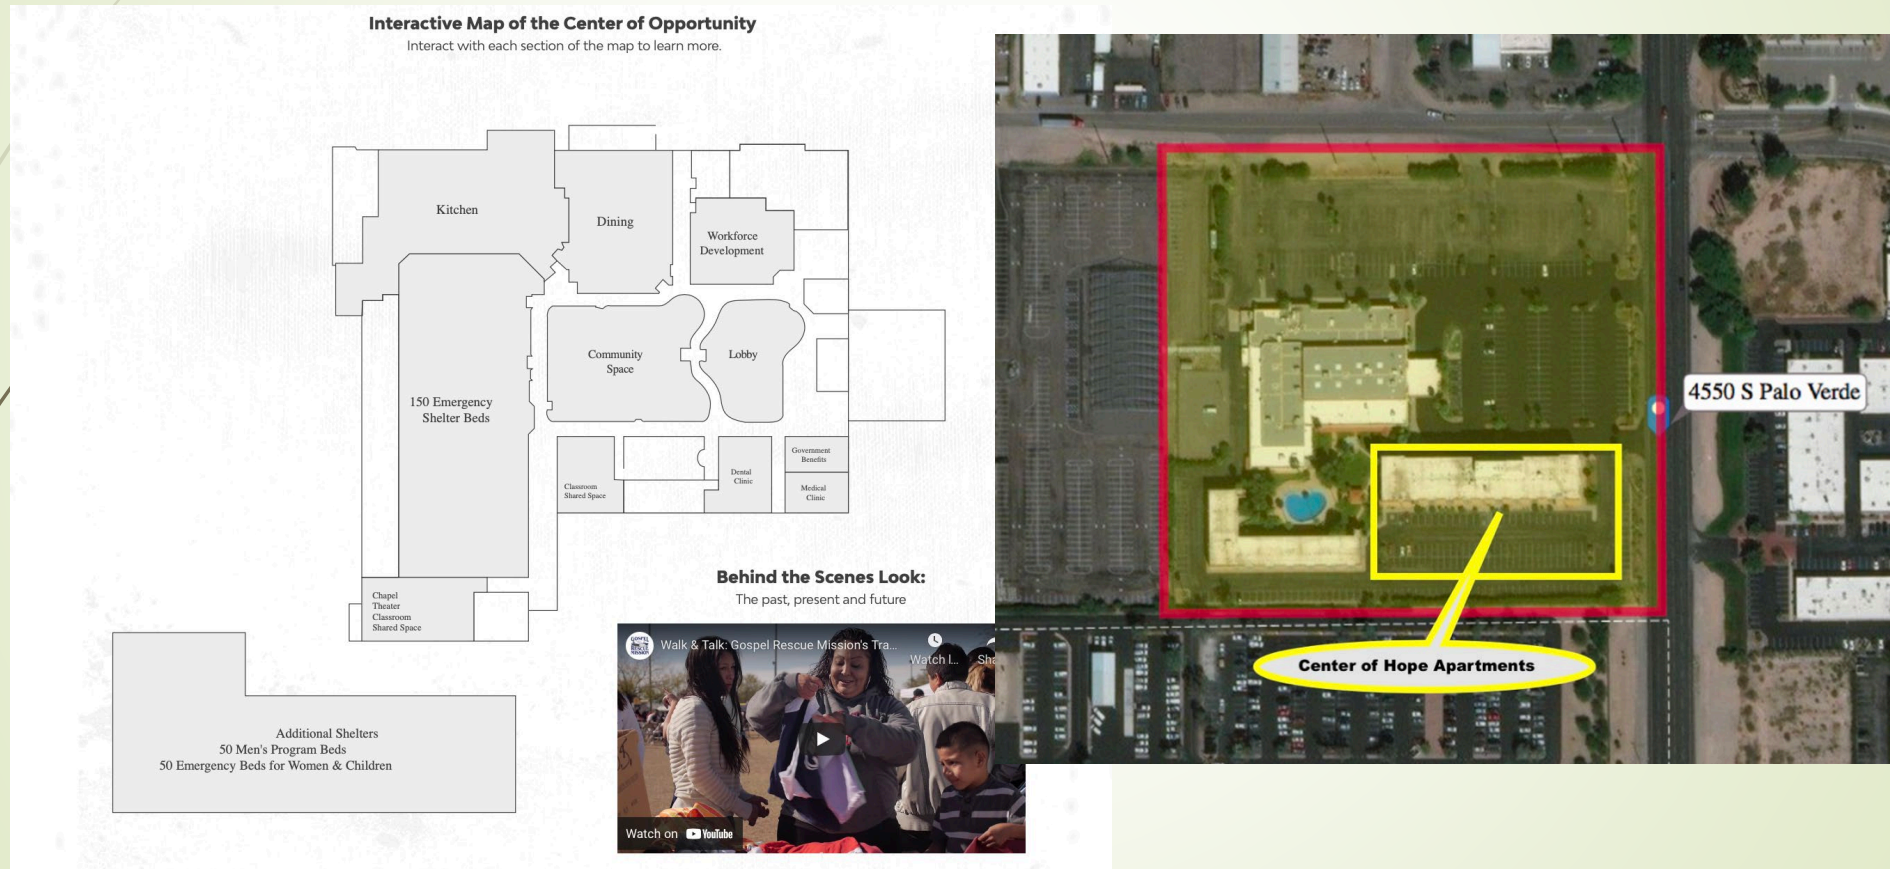 Interactive Map of the Center of Opportunity
Interact with each section of the map to learn more.
Kitchen
Dining
Workforce
Development
Community
Space
Lobby
150 Emergency
Shelter Beds
Classroom
Shared Space
Dental
Clinic
Government
Benefits
Medical
Clinic
Chapel
Theater
Classroom
Shared Space
Additional Shelters
50 Men's Program Beds
50 Emergency Beds for Women & Children
Behind the Scenes Look:
The past, present and future
GOSPEL RESCUE MISSION
Walk & Talk: Gospel Rescue Mission's Tra...
Watch l...
Sha
Watch on YouTube
4550 S Palo Verde
Center of Hope Apartments